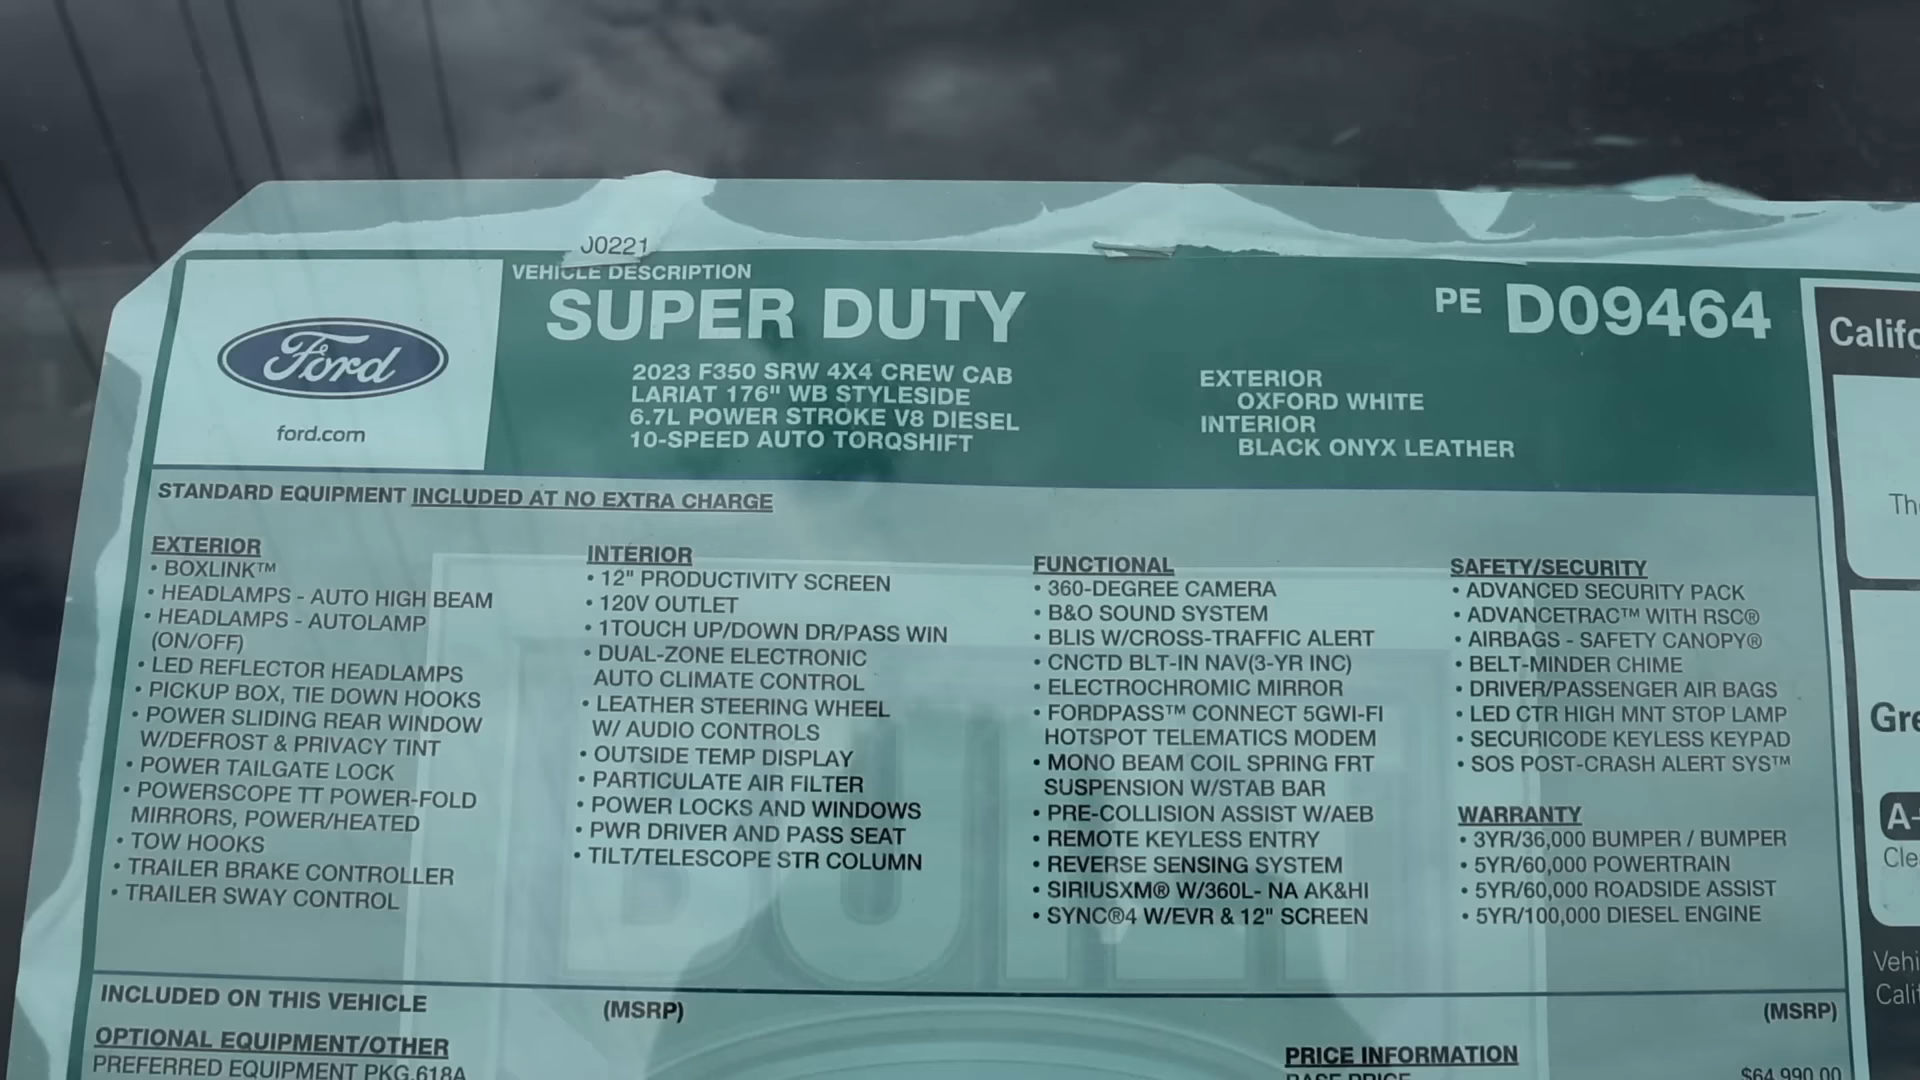 00221
VEHICLE DESCRIPTION
SUPER DUTY
PE D09464
Ford
ford.com
2023 F350 SRW 4X4 CREW CAB
LARIAT 176" WB STYLESIDE
6.7L POWER STROKE V8 DIESEL
10-SPEED AUTO TORQSHIFT
EXTERIOR
OXFORD WHITE
INTERIOR
BLACK ONYX LEATHER
STANDARD EQUIPMENT INCLUDED AT NO EXTRA CHARGE
EXTERIOR
• BOXLINK™
• HEADLAMPS - AUTO HIGH BEAM
• HEADLAMPS - AUTOLAMP
(ON/OFF)
• LED REFLECTOR HEADLAMPS
• PICKUP BOX, TIE DOWN HOOKS
• POWER SLIDING REAR WINDOW
W/DEFROST & PRIVACY TINT
• POWER TAILGATE LOCK
• POWERSCOPE TT POWER-FOLD
MIRRORS, POWER/HEATED
• TOW HOOKS
• TRAILER BRAKE CONTROLLER
• TRAILER SWAY CONTROL
INTERIOR
• 12" PRODUCTIVITY SCREEN
• 120V OUTLET
• 1TOUCH UP/DOWN DR/PASS WIN
• DUAL-ZONE ELECTRONIC
AUTO CLIMATE CONTROL
• LEATHER STEERING WHEEL
W/ AUDIO CONTROLS
• OUTSIDE TEMP DISPLAY
• PARTICULATE AIR FILTER
• POWER LOCKS AND WINDOWS
• PWR DRIVER AND PASS SEAT
• TILT/TELESCOPE STR COLUMN
FUNCTIONAL
• 360-DEGREE CAMERA
• B&O SOUND SYSTEM
• BLIS W/CROSS-TRAFFIC ALERT
• CNCTD BLT-IN NAV(3-YR INC)
• ELECTROCHROMIC MIRROR
• FORDPASS™ CONNECT 5GWI-FI
HOTSPOT TELEMATICS MODEM
• MONO BEAM COIL SPRING FRT
SUSPENSION W/STAB BAR
• PRE-COLLISION ASSIST W/AEB
• REMOTE KEYLESS ENTRY
• REVERSE SENSING SYSTEM
• SIRIUSXM® W/360L- NA AK&HI
• SYNC®4 W/EVR & 12" SCREEN
SAFETY/SECURITY
• ADVANCED SECURITY PACK
• ADVANCETRAC™ WITH RSC®
• AIRBAGS - SAFETY CANOPY®
• BELT-MINDER CHIME
• DRIVER/PASSENGER AIR BAGS
• LED CTR HIGH MNT STOP LAMP
• SECURICODE KEYLESS KEYPAD
• SOS POST-CRASH ALERT SYS™
WARRANTY
• 3YR/36,000 BUMPER / BUMPER
• 5YR/60,000 POWERTRAIN
• 5YR/60,000 ROADSIDE ASSIST
• 5YR/100,000 DIESEL ENGINE
INCLUDED ON THIS VEHICLE
(MSRP)
(MSRP)
OPTIONAL EQUIPMENT/OTHER
PREFERRED EQUIPMENT PKG.618A
PRICE INFORMATION
BASE PRICE
$64,990.00
Califo
Th
Gre
A-
Cle
Vehi
Cali